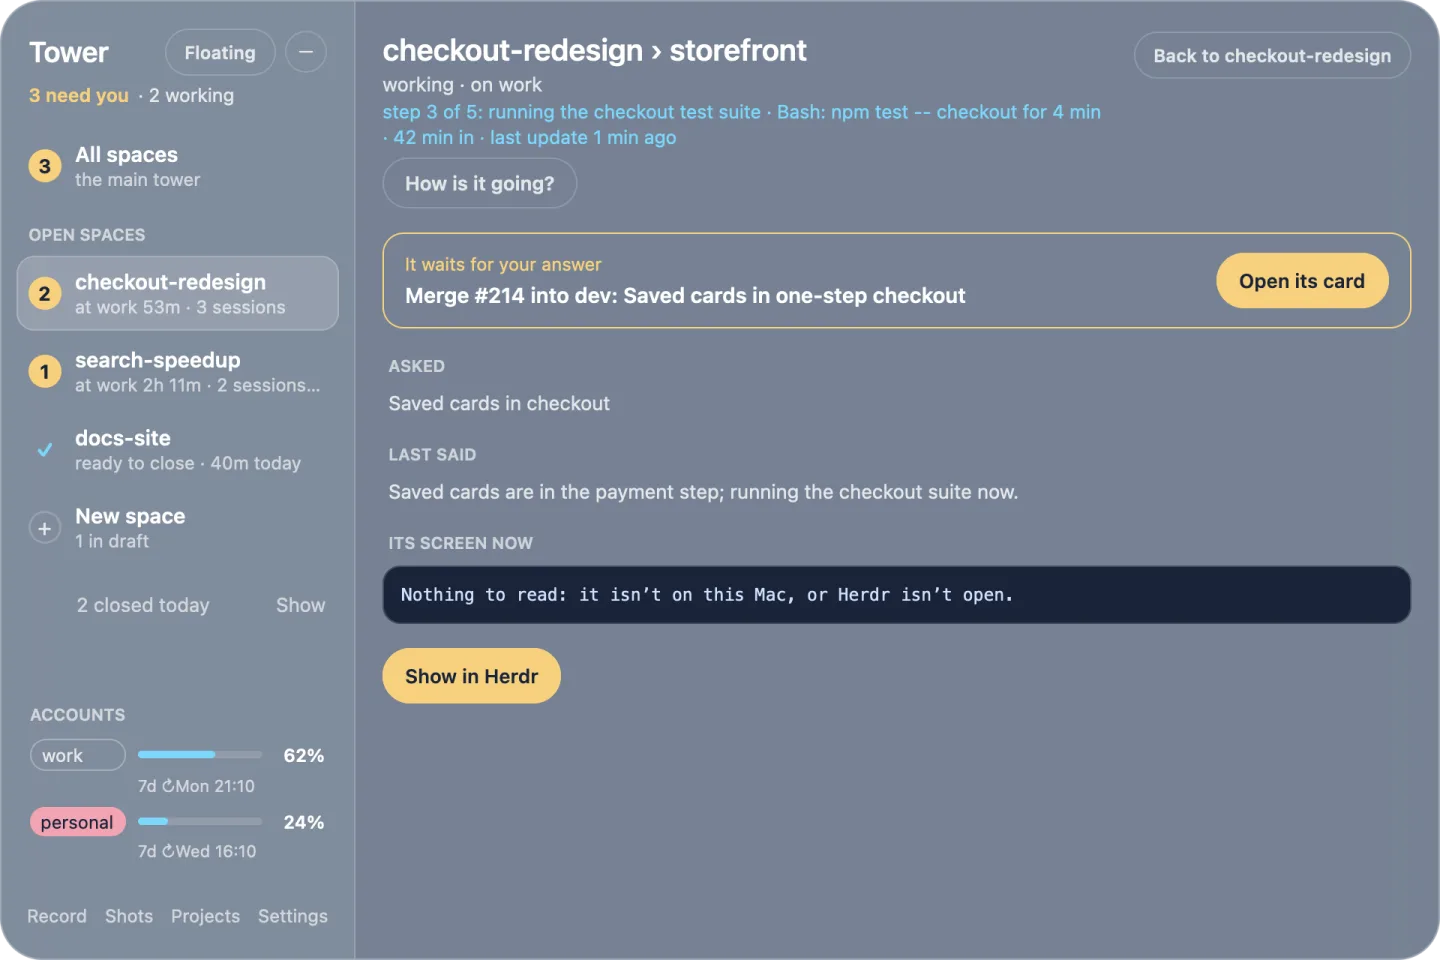 Tower
Floating
–
3 need you · 2 working
3
All spaces
the main tower
OPEN SPACES
2
checkout-redesign
at work 53m · 3 sessions
1
search-speedup
at work 2h 11m · 2 sessions...
docs-site
ready to close · 40m today
+
New space
1 in draft
2 closed today
Show
ACCOUNTS
work
62%
7d ↻Mon 21:10
personal
24%
7d ↻Wed 16:10
Record
Shots
Projects
Settings
checkout-redesign › storefront
Back to checkout-redesign
working · on work
step 3 of 5: running the checkout test suite · Bash: npm test -- checkout for 4 min
· 42 min in · last update 1 min ago
How is it going?
It waits for your answer
Merge #214 into dev: Saved cards in one-step checkout
Open its card
ASKED
Saved cards in checkout
LAST SAID
Saved cards are in the payment step; running the checkout suite now.
ITS SCREEN NOW
Nothing to read: it isn’t on this Mac, or Herdr isn’t open.
Show in Herdr